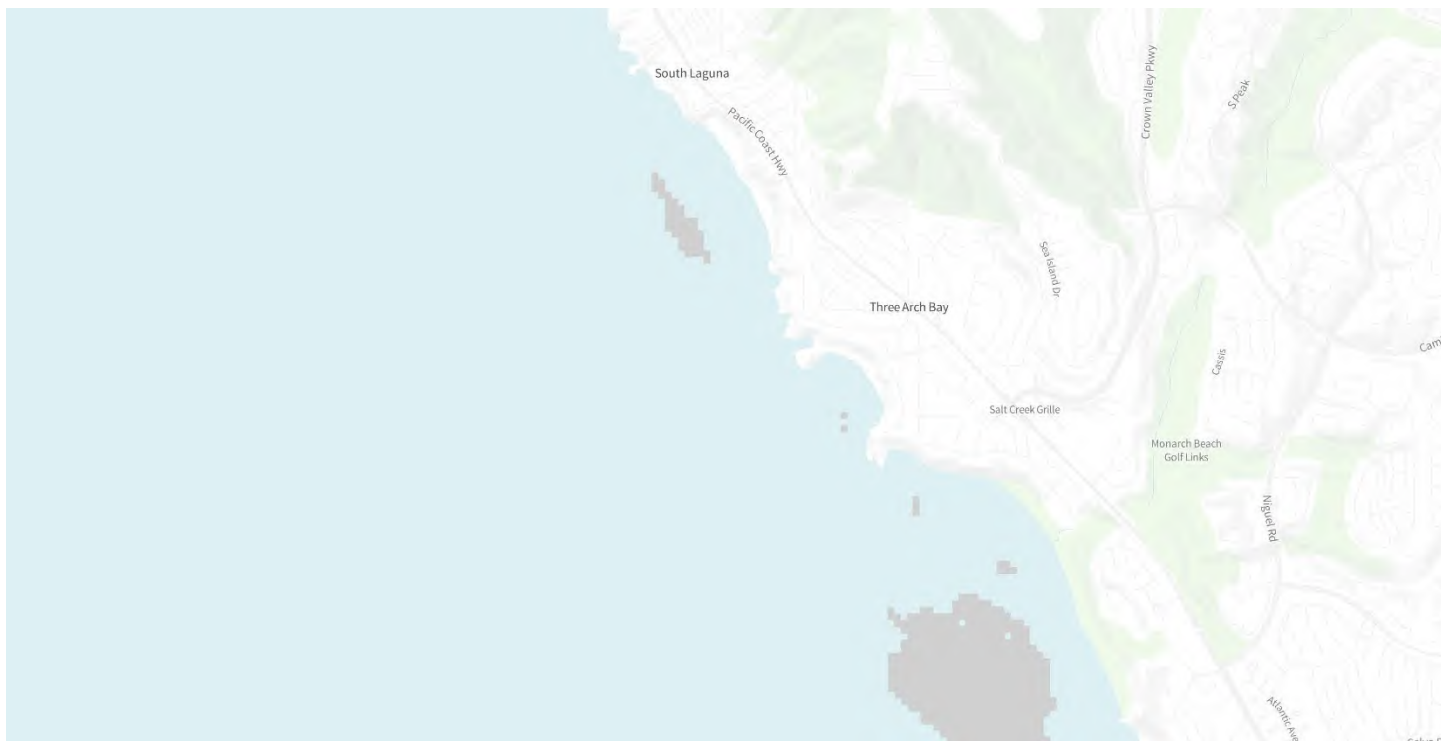 South Laguna
Pacific Coast Hwy
Crown Valley Pkwy
S Peak
Sea Island Dr
Three Arch Bay
Cassis
Cam
Salt Creek Grille
Monarch Beach
Golf Links
Niguel Rd
Atlantic Ave